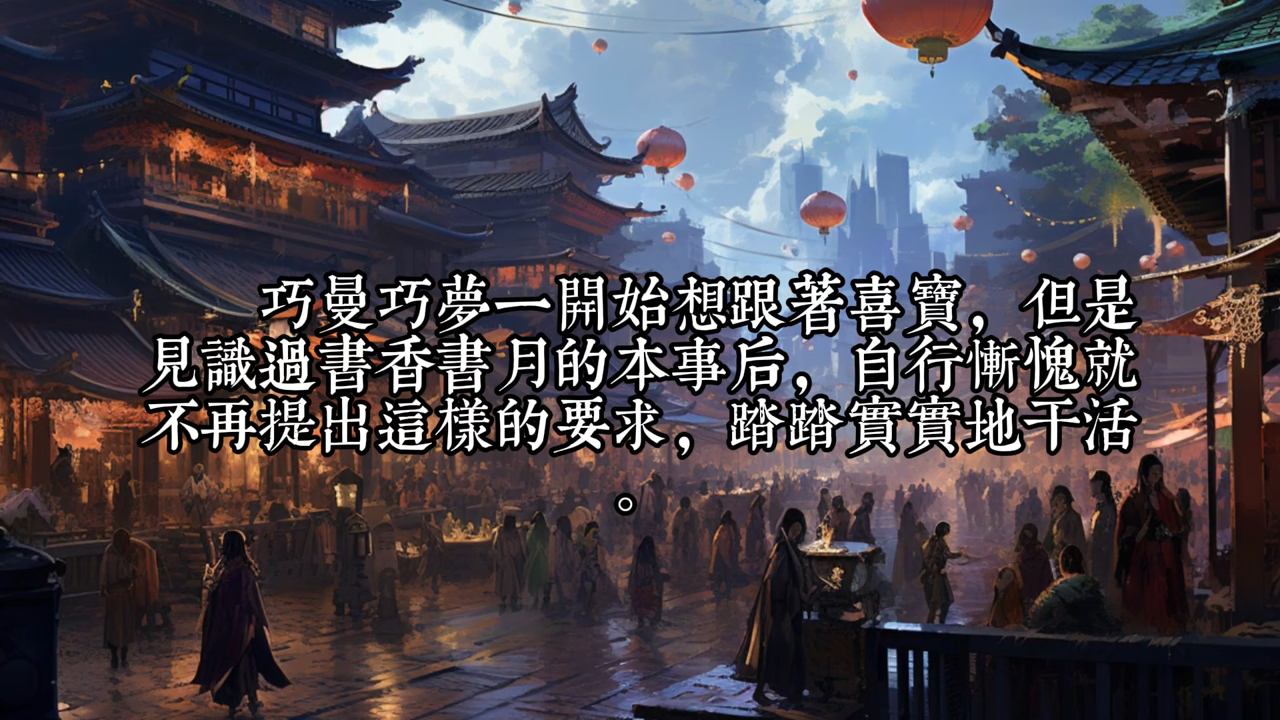 巧曼巧夢一開始想跟著喜寶，但是
見識過書香書月的本事后，自行慚愧就
不再提出這樣的要求，踏踏實實地干活
。